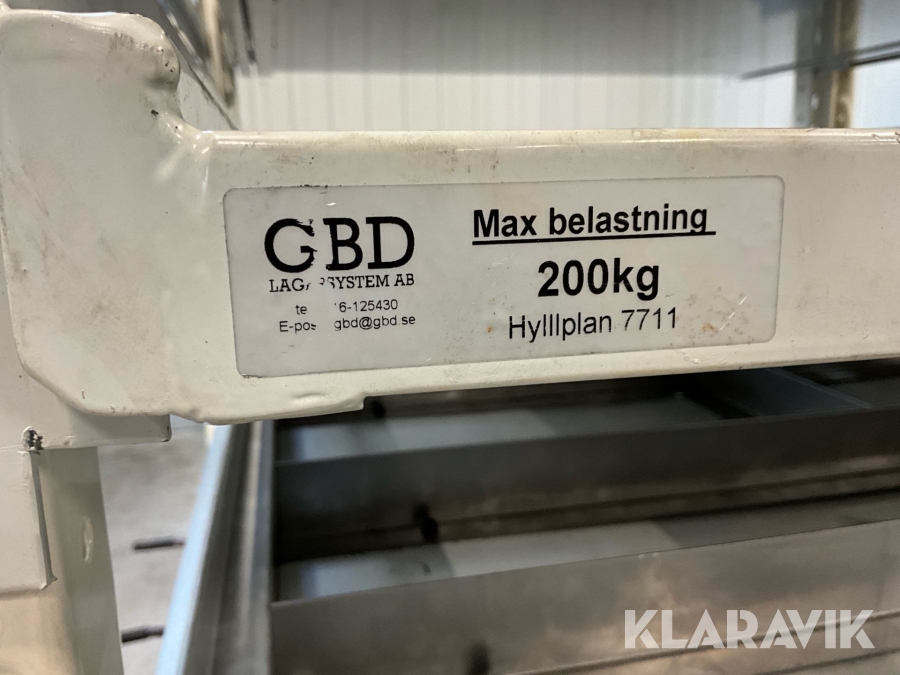 GBD
SYSTEM AB
6-125430
gbd@gbd.se
Max belastning
200kg
Hylllplan 7711
KLARAVIK